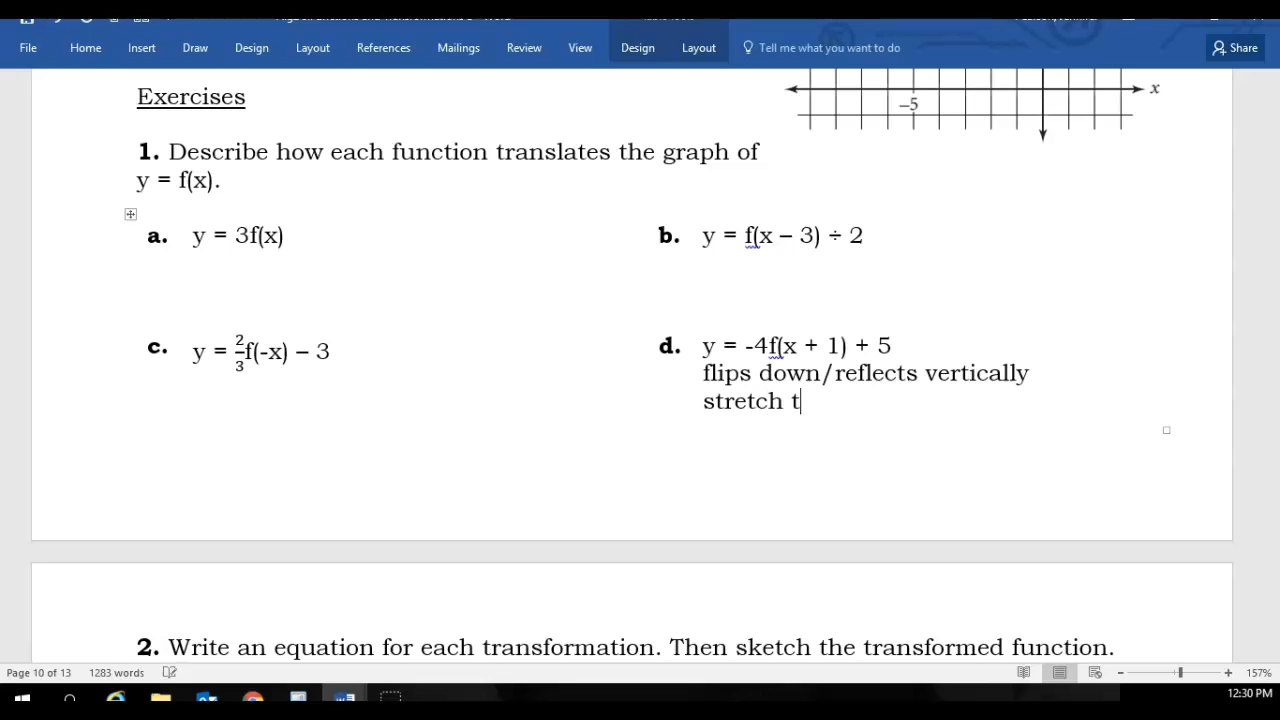 File Home Insert Draw Design Layout References Mailings Review View Design Layout Tell me what you want to do Share
Exercises
x
–5
1. Describe how each function translates the graph of
y = f(x).
a. y = 3f(x)
b. y = f(x – 3) ÷ 2
c. y = 2/3f(-x) – 3
d. y = -4f(x + 1) + 5
flips down/reflects vertically
stretch t
2. Write an equation for each transformation. Then sketch the transformed function.
Page 10 of 13 1283 words
157%
12:30 PM